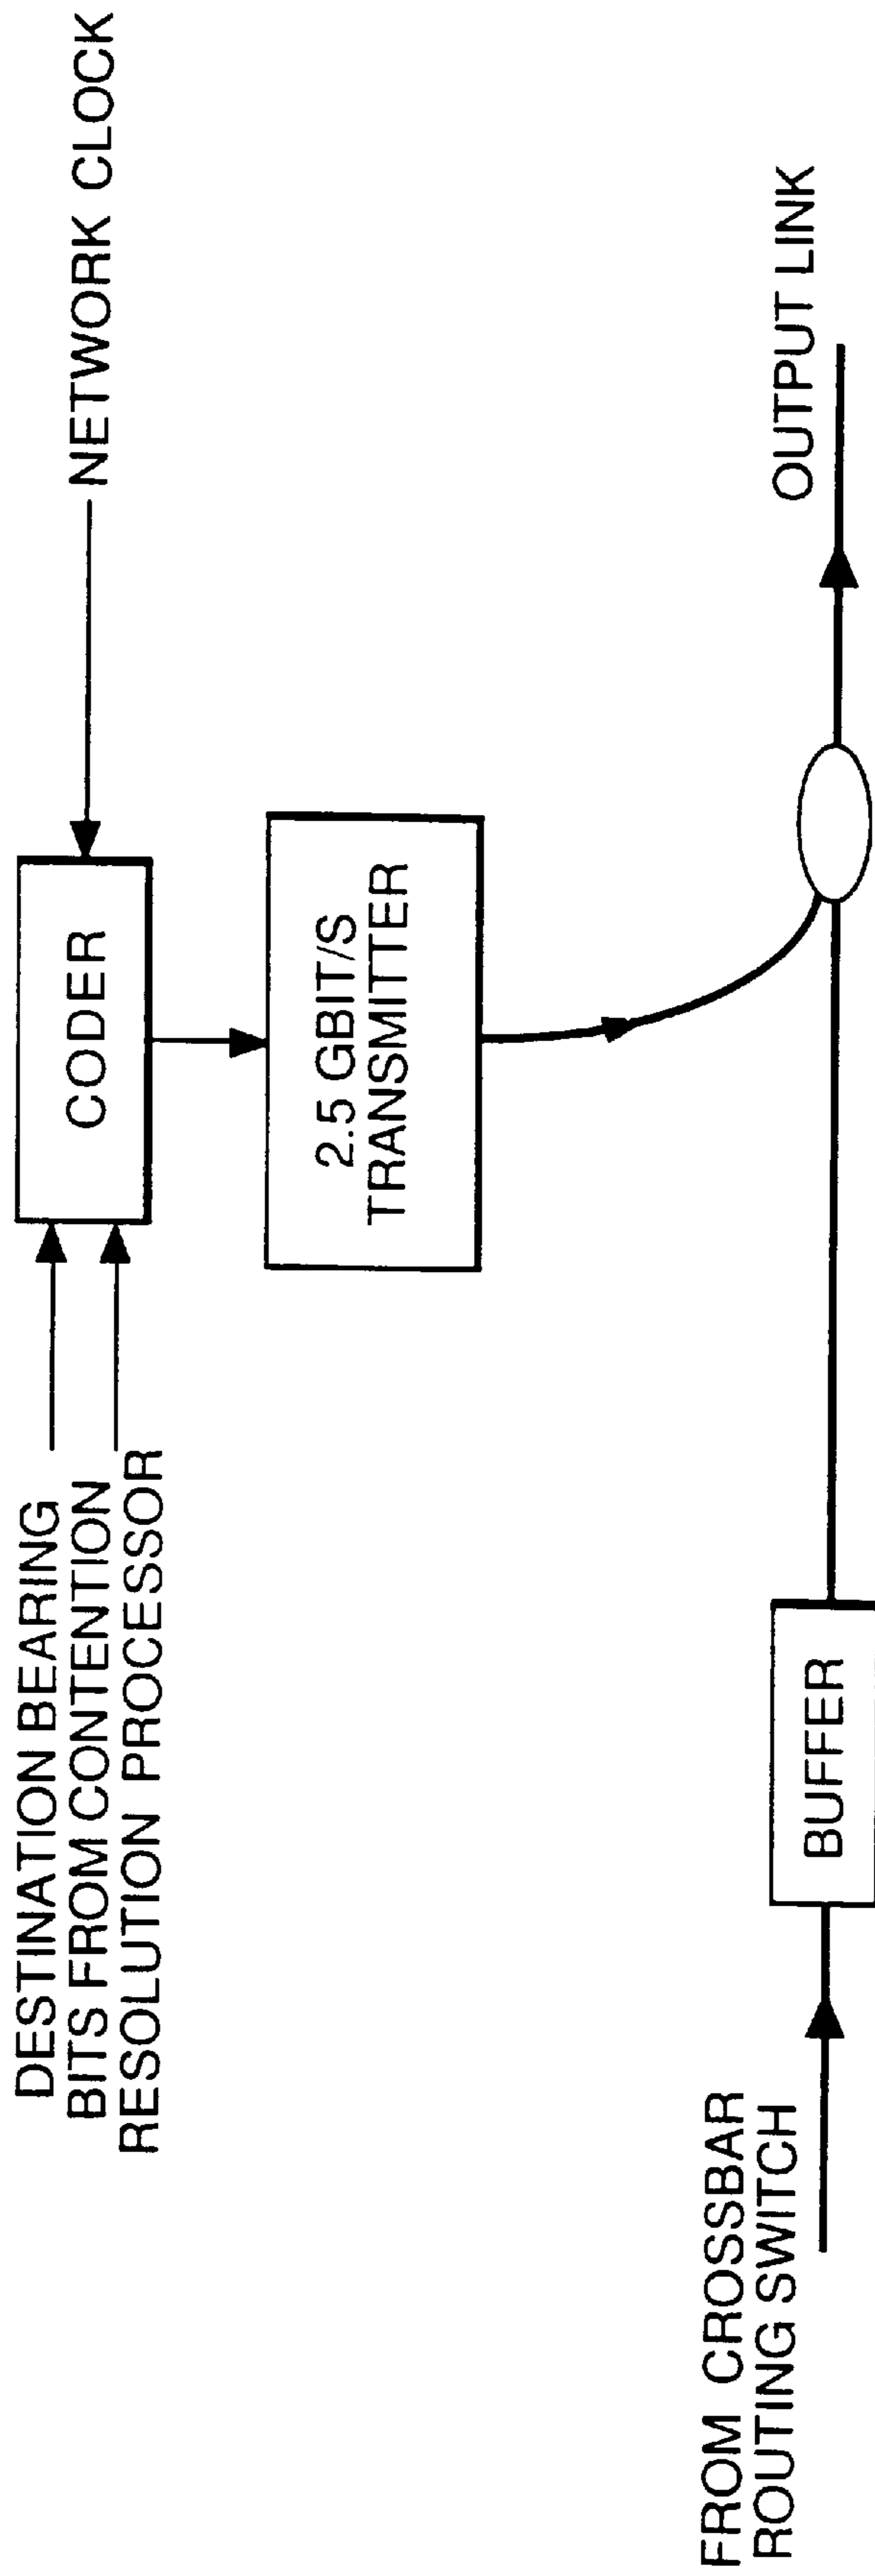 DESTINATION BEARING
BITS FROM CONTENTION
RESOLUTION PROCESSOR
CODER
NETWORK CLOCK
2.5 GBIT/S
TRANSMITTER
FROM CROSSBAR
ROUTING SWITCH
BUFFER
OUTPUT LINK